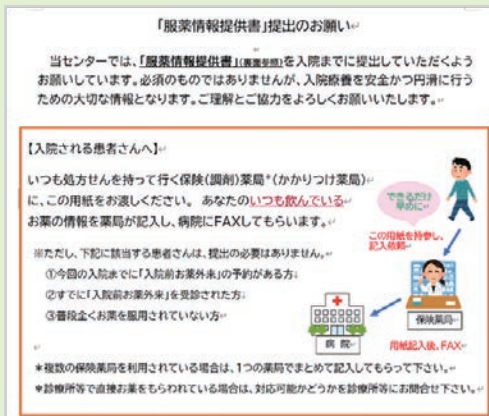 「服薬情報提供書」提出のお願い
当センターでは、「服薬情報提供書」(裏面参照)を入院までに提出していただくよう
お願いしています。必須のものではありませんが、入院療養を安全かつ円滑に行う
ための大切な情報となります。ご理解とご協力をよろしくお願いいたします。
【入院される患者さんへ】
いつも処方せんを持って行く保険(調剤)薬局*(かかりつけ薬局)
に、この用紙をお渡しください。 あなたのいつも飲んでいる
お薬の情報を薬局が記入し、病院にFAXしてもらいます。
できるだけ
早めに
この用紙を持参し、
記入依頼
※ただし、下記に該当する患者さんは、提出の必要はありません。
①今回の入院までに「入院前お薬外来」の予約がある方
②すでに「入院前お薬外来」を受診された方
③普段全くお薬を服用されていない方
保険薬局
病 院
用紙記入後、FAX
*複数の保険薬局を利用されている場合は、1つの薬局でまとめて記入してもらって下さい。
*診療所等で直接お薬をもらわれている場合は、対応可能かどうかを診療所等にお問合せ下さい。